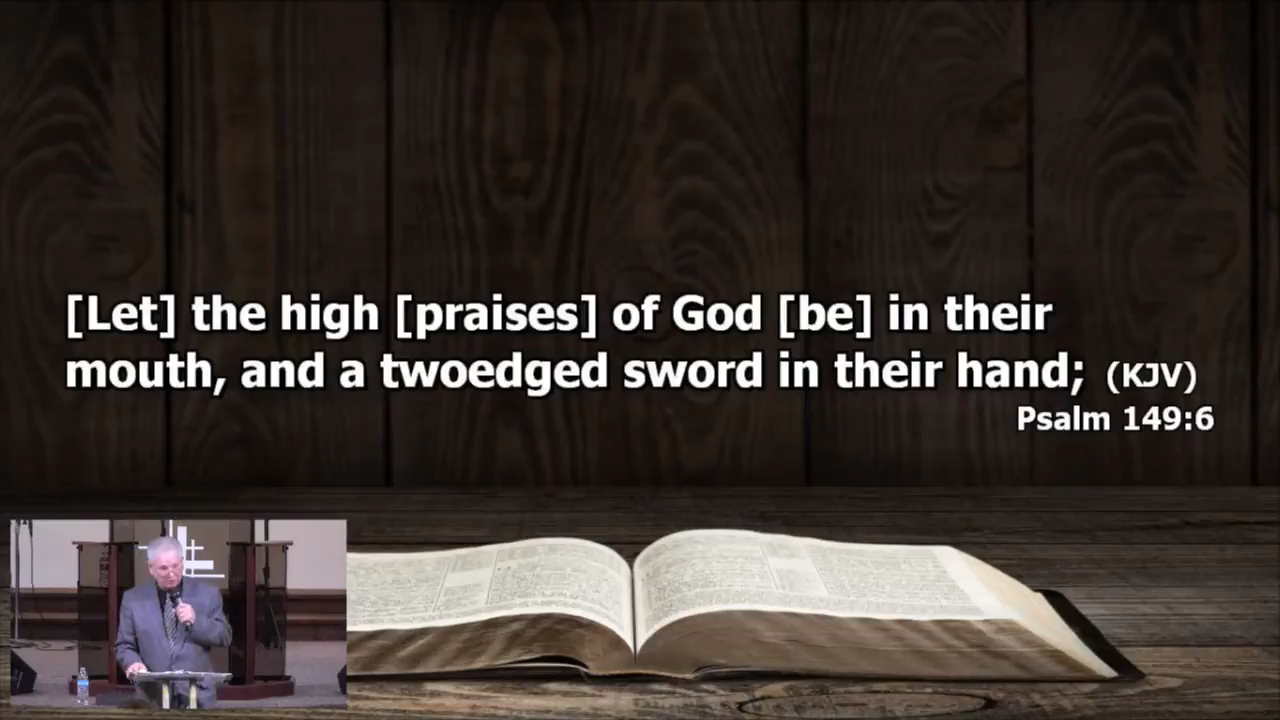 [Let] the high [praises] of God [be] in their
mouth, and a twoedged sword in their hand; (KJV)
Psalm 149:6